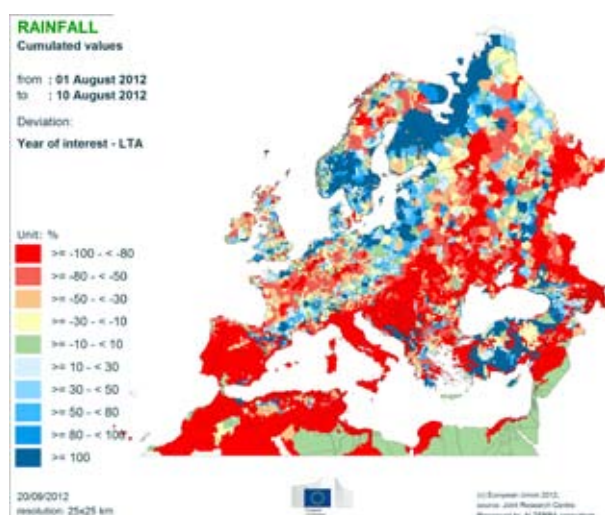 RAINFALL
Cumulated values
from : 01 August 2012
to : 10 August 2012
Deviation:
Year of interest - LTA
Unit: %
>= -100 - < -80
>= -80 - < -50
>= -50 - < -30
>= -30 - < -10
>= -10 - < 10
>= 10 - < 30
>= 30 - < 50
>= 50 - < 80
>= 80 - < 100
>= 100
20/09/2012
resolution: 25x25 km
(c) European Union 2012,
source: Joint Research Centre